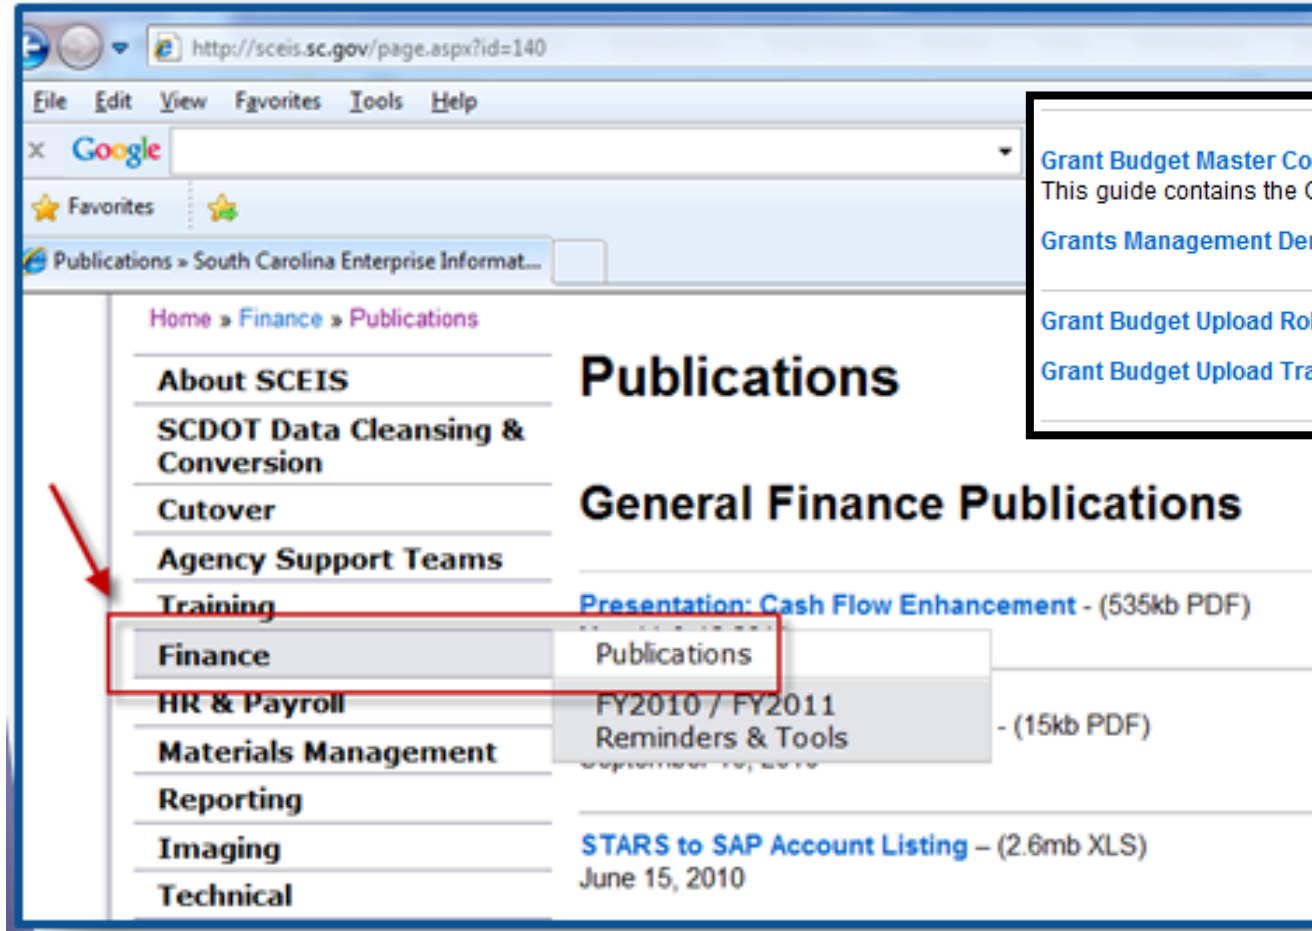 http://sceis.sc.gov/page.aspx?id=140
File Edit View Favorites Tools Help
x Google
Favorites
Publications » South Carolina Enterprise Informat...
Home » Finance » Publications
About SCEIS
SCDOT Data Cleansing &
Conversion
Cutover
Agency Support Teams
Training
Finance
HR & Payroll
Materials Management
Reporting
Imaging
Technical
Publications
FY2010 / FY2011
Reminders & Tools
Publications
General Finance Publications
Presentation: Cash Flow Enhancement - (535kb PDF)
- (15kb PDF)
STARS to SAP Account Listing – (2.6mb XLS)
June 15, 2010
Grant Budget Master
This guide contains the
Grants Management
Grant Budget Upload
Grant Budget Upload